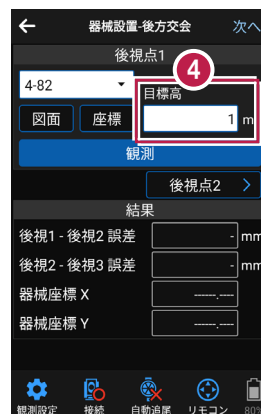 ← 器械設置-後方交会 次へ
後視点1
4
4-82
目標高
図面 座標 1 m
観測
後視点2 >
結果
後視1 - 後視2 誤差 - mm
後視2 - 後視3 誤差 - mm
器械座標 X ------.----
器械座標 Y ------.----
観測設定 接続 自動追尾 リモコン 80%